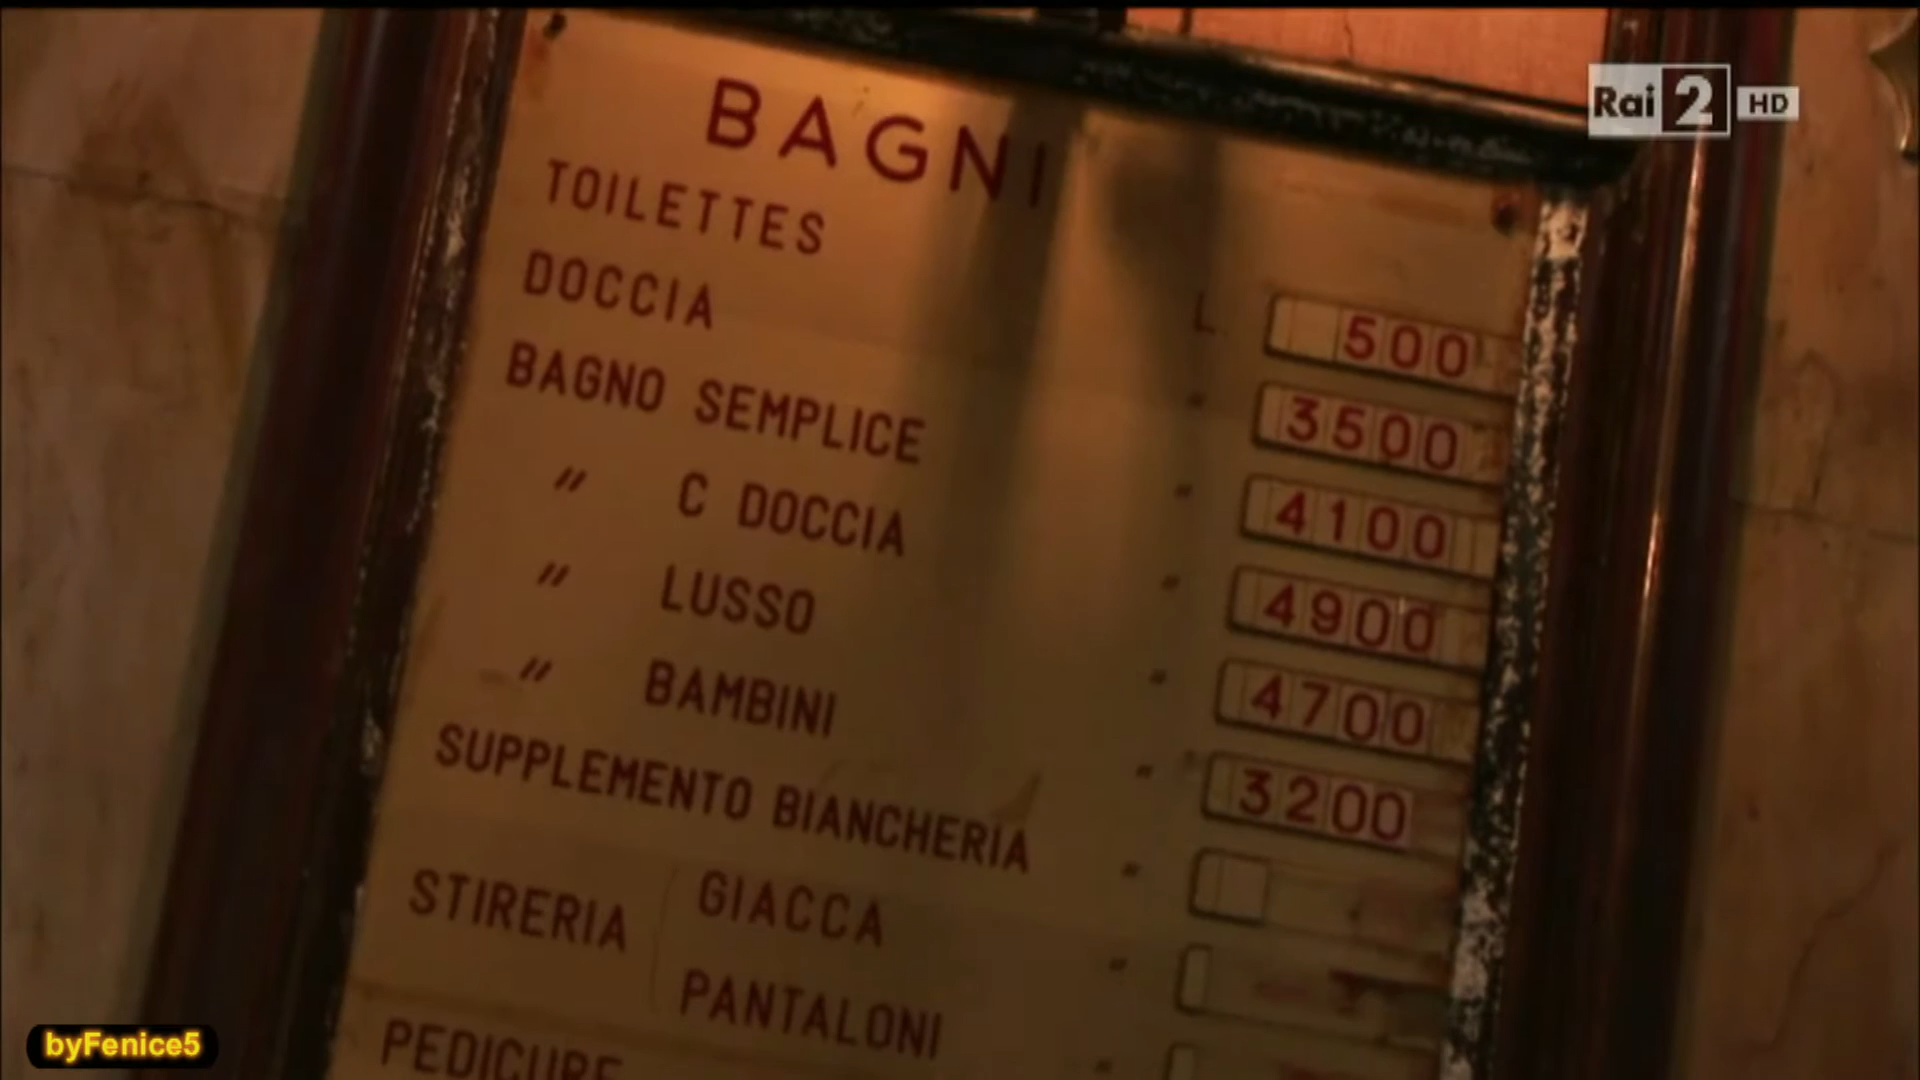 Rai 2 HD
BAGNI
TOILETTES L. 500
DOCCIA " 3500
BAGNO SEMPLICE " 4100
" C DOCCIA " 4900
" LUSSO " 4700
" BAMBINI " 3200
SUPPLEMENTO BIANCHERIA "
STIRERIA GIACCA "
PANTALONI "
PEDICURE
byFenice5